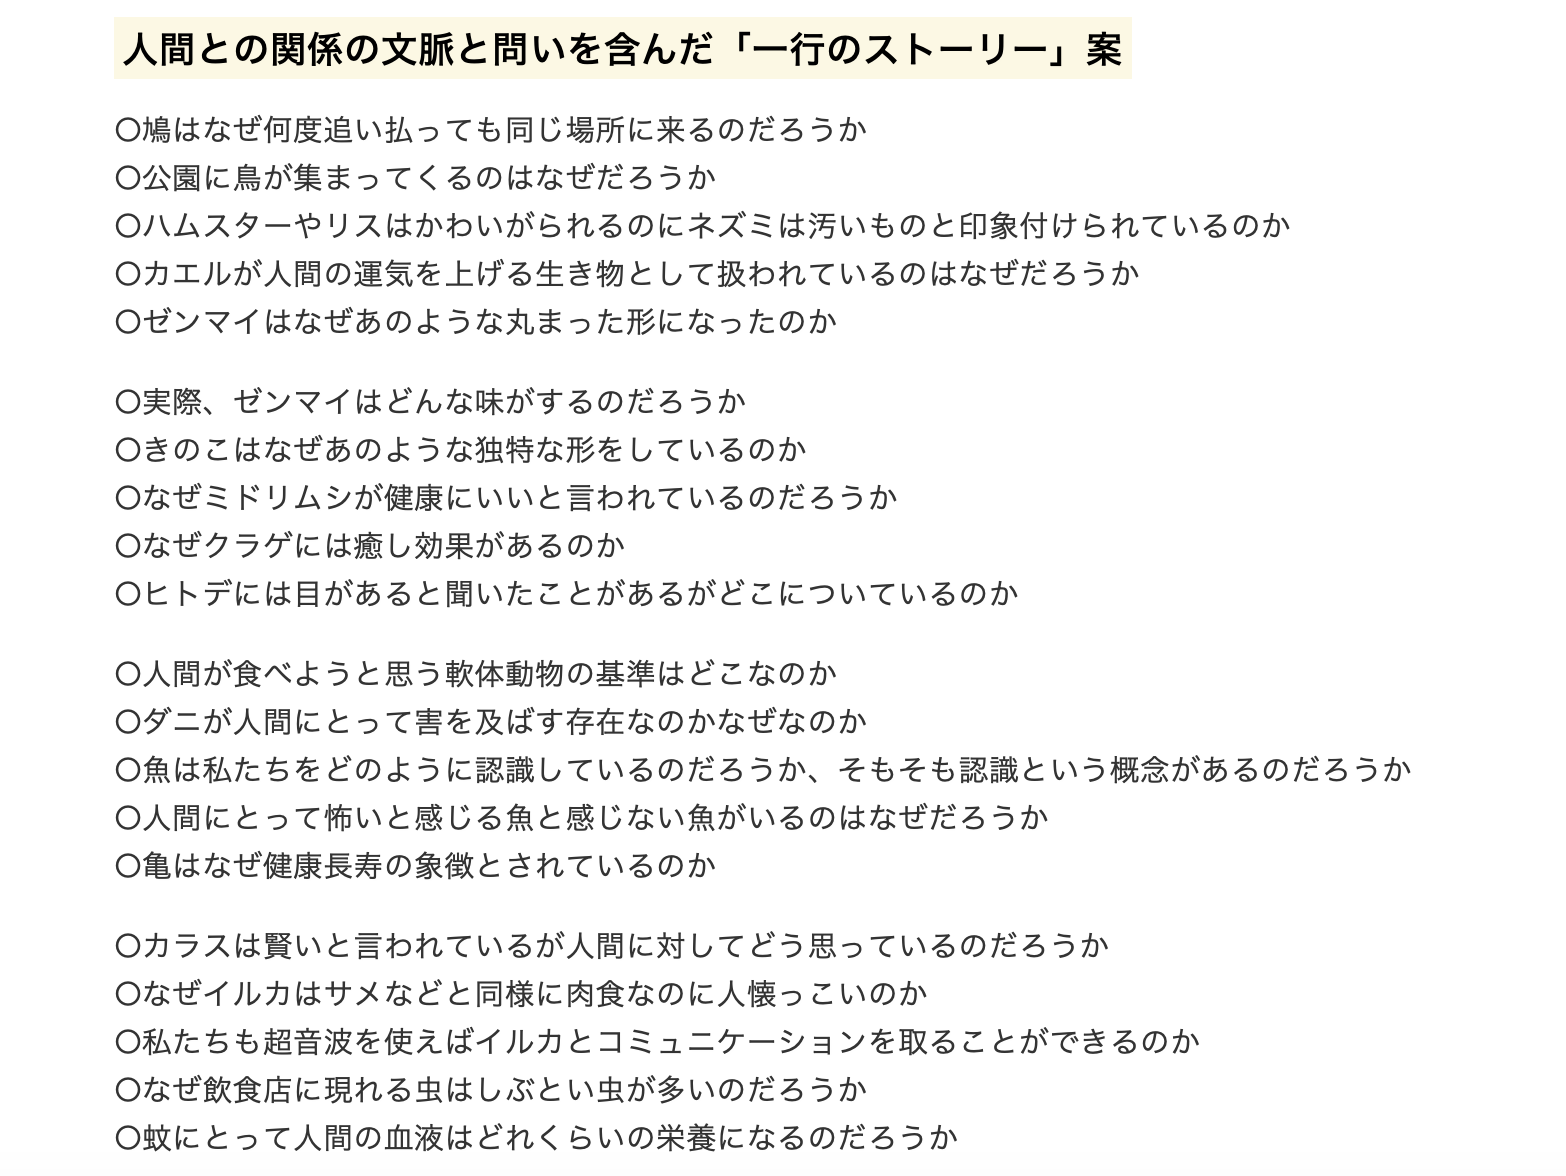 人間との関係の文脈と問いを含んだ「一行のストーリー」案
〇鳩はなぜ何度追い払っても同じ場所に来るのだろうか
〇公園に鳥が集まってくるのはなぜだろうか
〇ハムスターやリスはかわいがられるのにネズミは汚いものと印象付けられているのか
〇カエルが人間の運気を上げる生き物として扱われているのはなぜだろうか
〇ゼンマイはなぜあのような丸まった形になったのか
〇実際、ゼンマイはどんな味がするのだろうか
〇きのこはなぜあのような独特な形をしているのか
〇なぜミドリムシが健康にいいと言われているのだろうか
〇なぜクラゲには癒し効果があるのか
〇ヒトデには目があると聞いたことがあるがどこについているのか
〇人間が食べようと思う軟体動物の基準はどこなのか
〇ダニが人間にとって害を及ばす存在なのかなぜなのか
〇魚は私たちをどのように認識しているのだろうか、そもそも認識という概念があるのだろうか
〇人間にとって怖いと感じる魚と感じない魚がいるのはなぜだろうか
〇亀はなぜ健康長寿の象徴とされているのか
〇カラスは賢いと言われているが人間に対してどう思っているのだろうか
〇なぜイルカはサメなどと同様に肉食なのに人懐っこいのか
〇私たちも超音波を使えばイルカとコミュニケーションを取ることができるのか
〇なぜ飲食店に現れる虫はしぶとい虫が多いのだろうか
〇蚊にとって人間の血液はどれくらいの栄養になるのだろうか